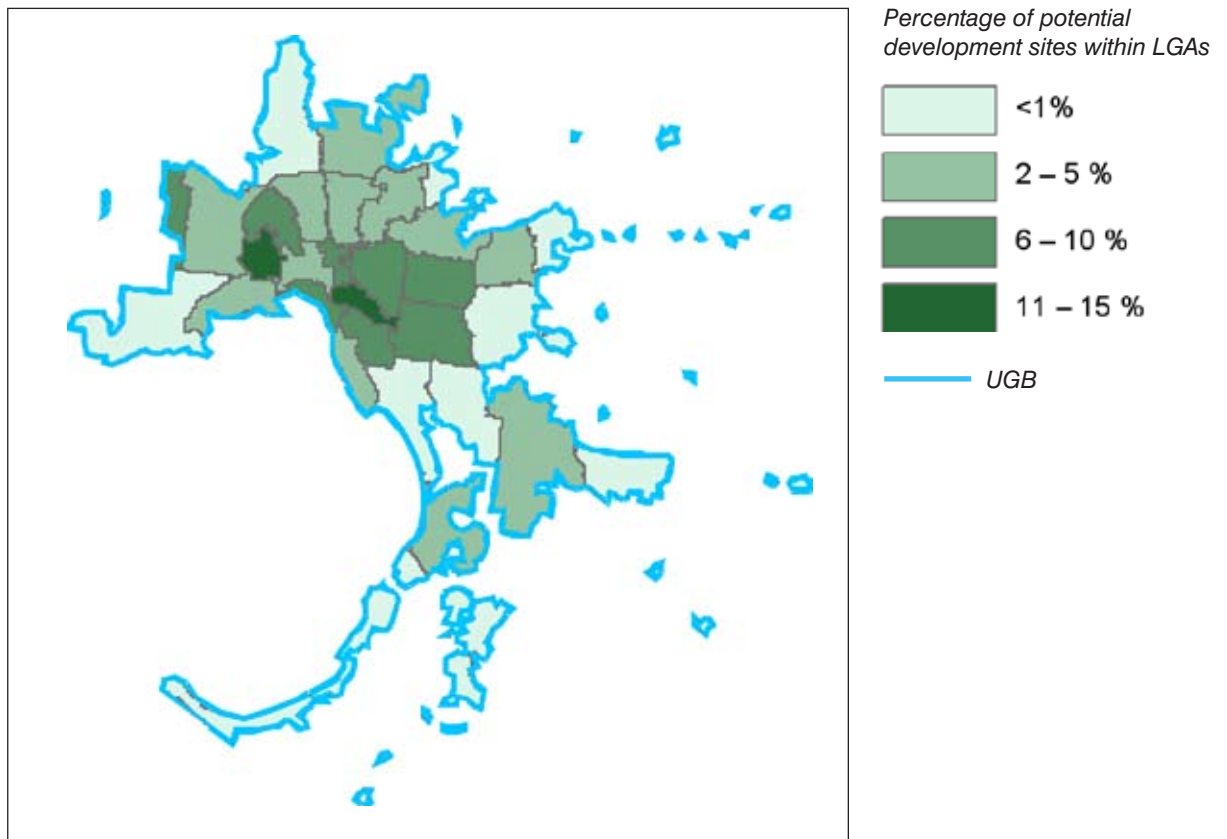 Percentage of potential
development sites within LGAs
<1%
2 – 5 %
6 – 10 %
11 – 15 %
UGB